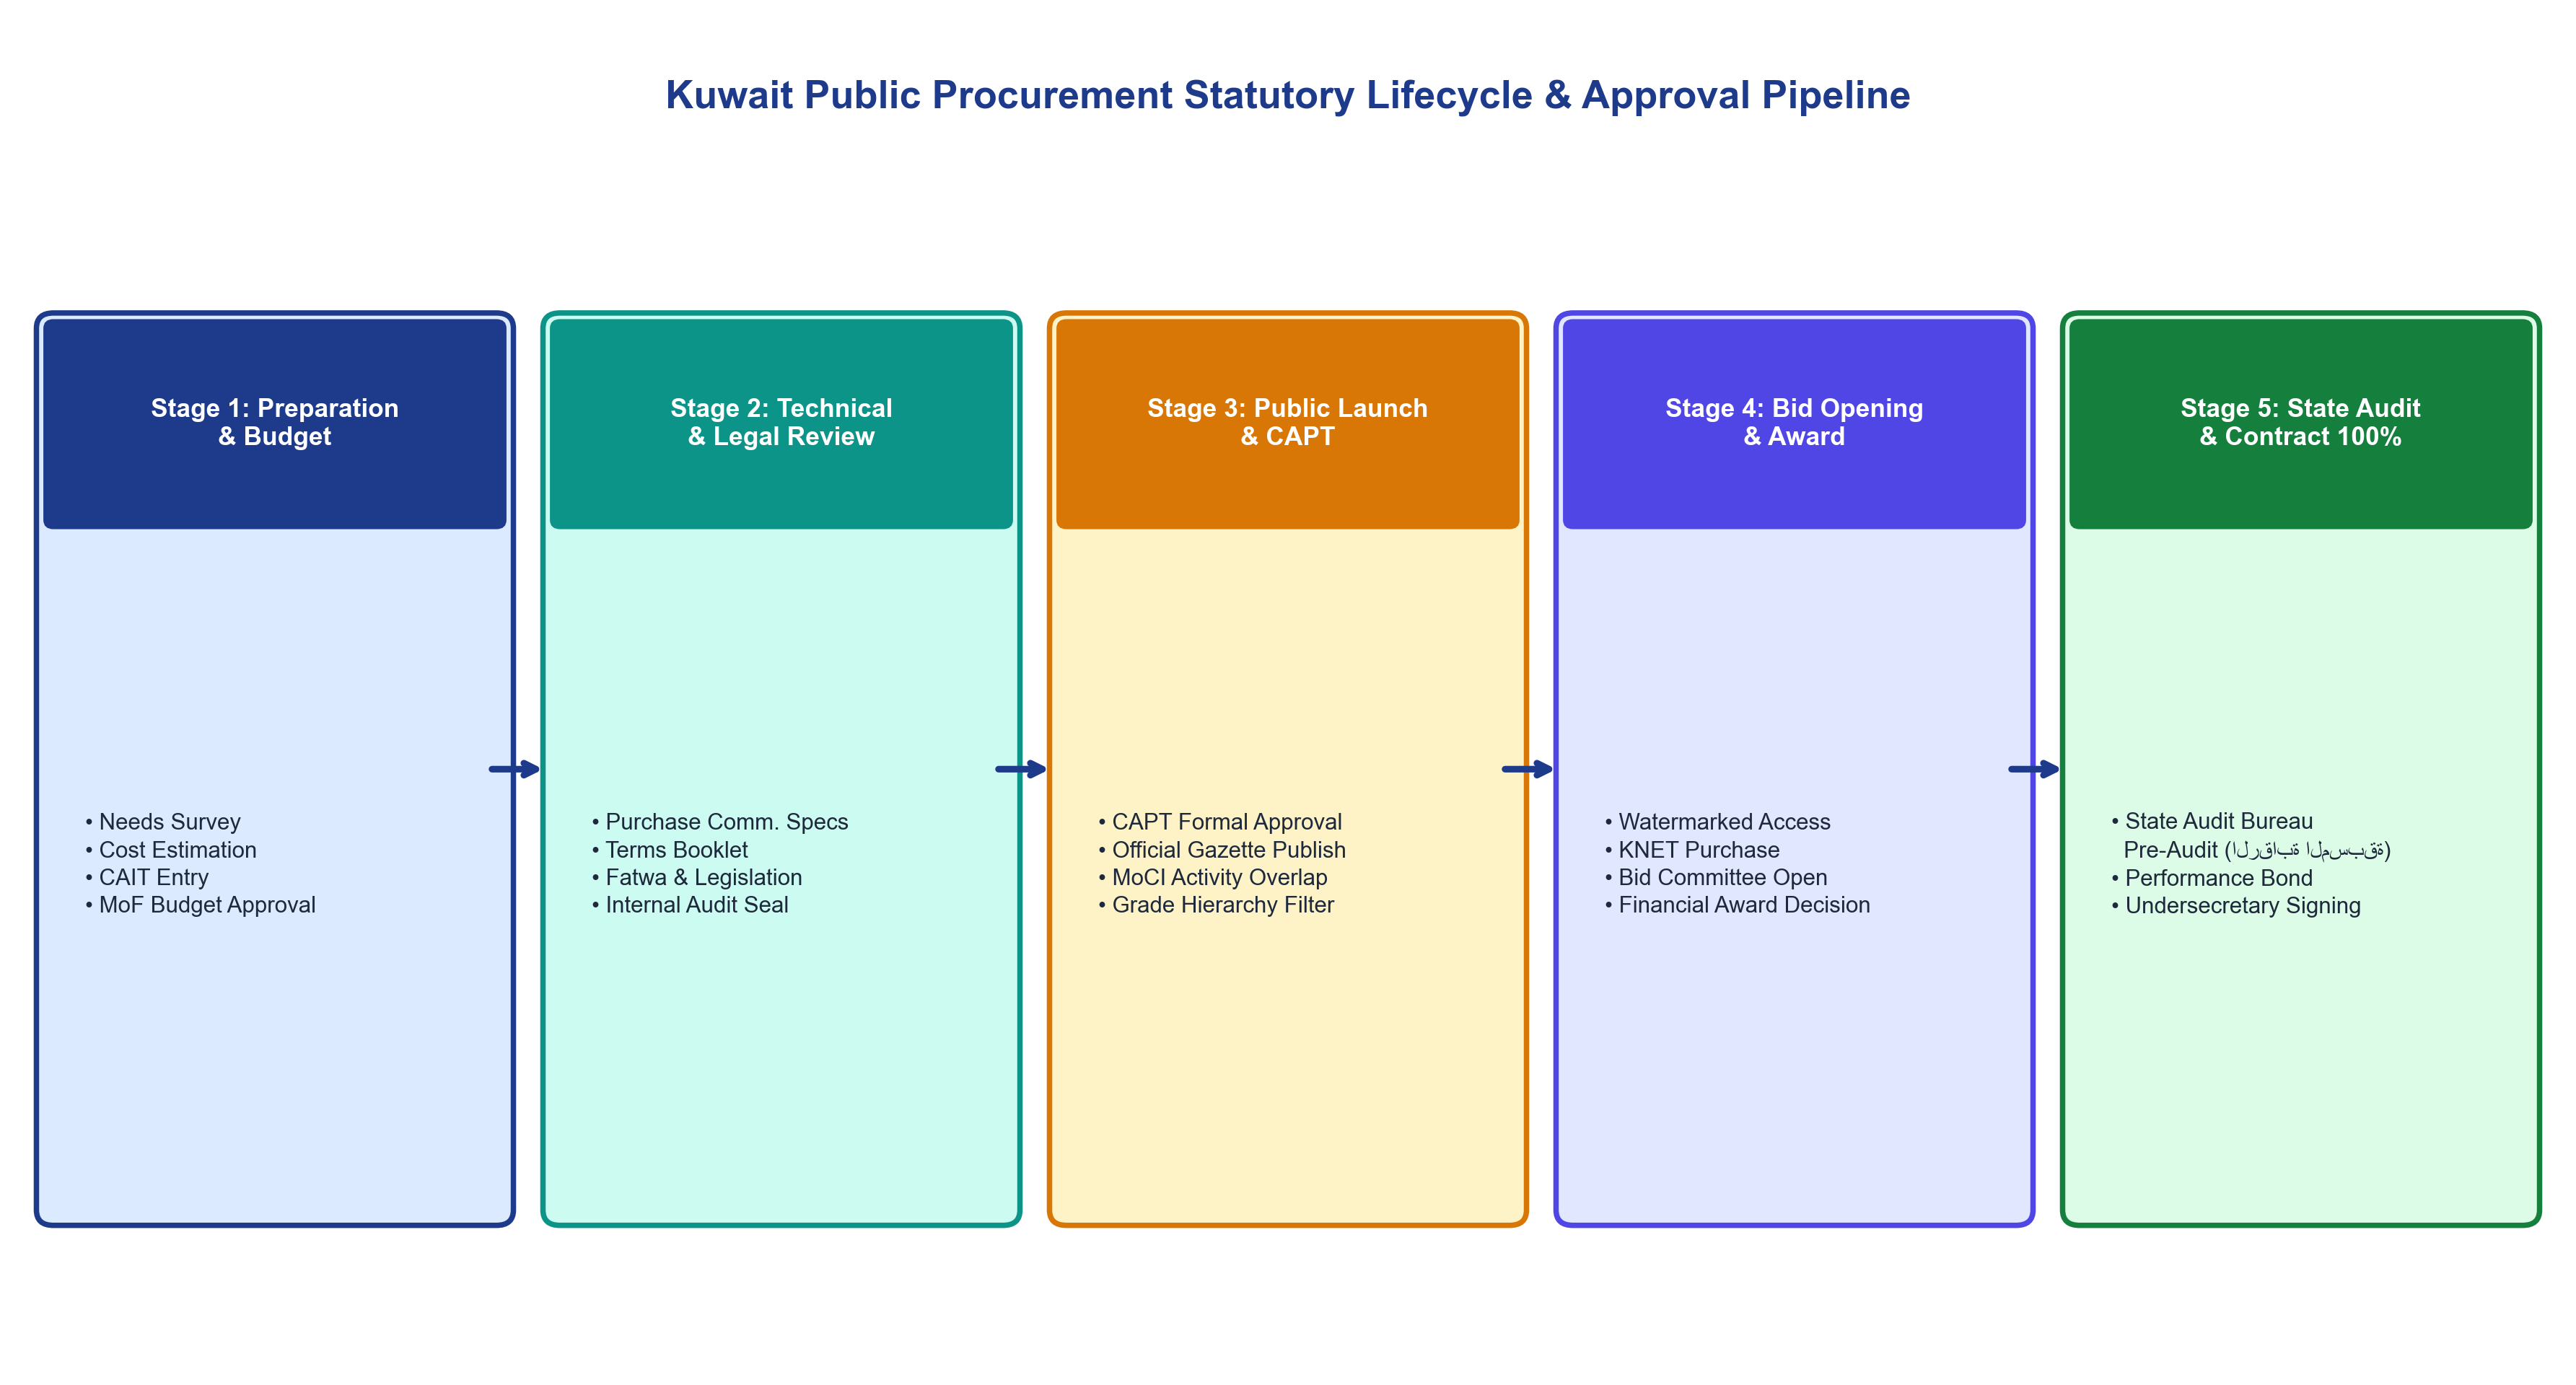 Kuwait Public Procurement Statutory Lifecycle & Approval Pipeline
Stage 1: Preparation
& Budget
• Needs Survey
• Cost Estimation
• CAIT Entry
• MoF Budget Approval
Stage 2: Technical
& Legal Review
• Purchase Comm. Specs
• Terms Booklet
• Fatwa & Legislation
• Internal Audit Seal
Stage 3: Public Launch
& CAPT
• CAPT Formal Approval
• Official Gazette Publish
• MoCI Activity Overlap
• Grade Hierarchy Filter
Stage 4: Bid Opening
& Award
• Watermarked Access
• KNET Purchase
• Bid Committee Open
• Financial Award Decision
Stage 5: State Audit
& Contract 100%
• State Audit Bureau
Pre-Audit (الرقابة المسبقة)
• Performance Bond
• Undersecretary Signing